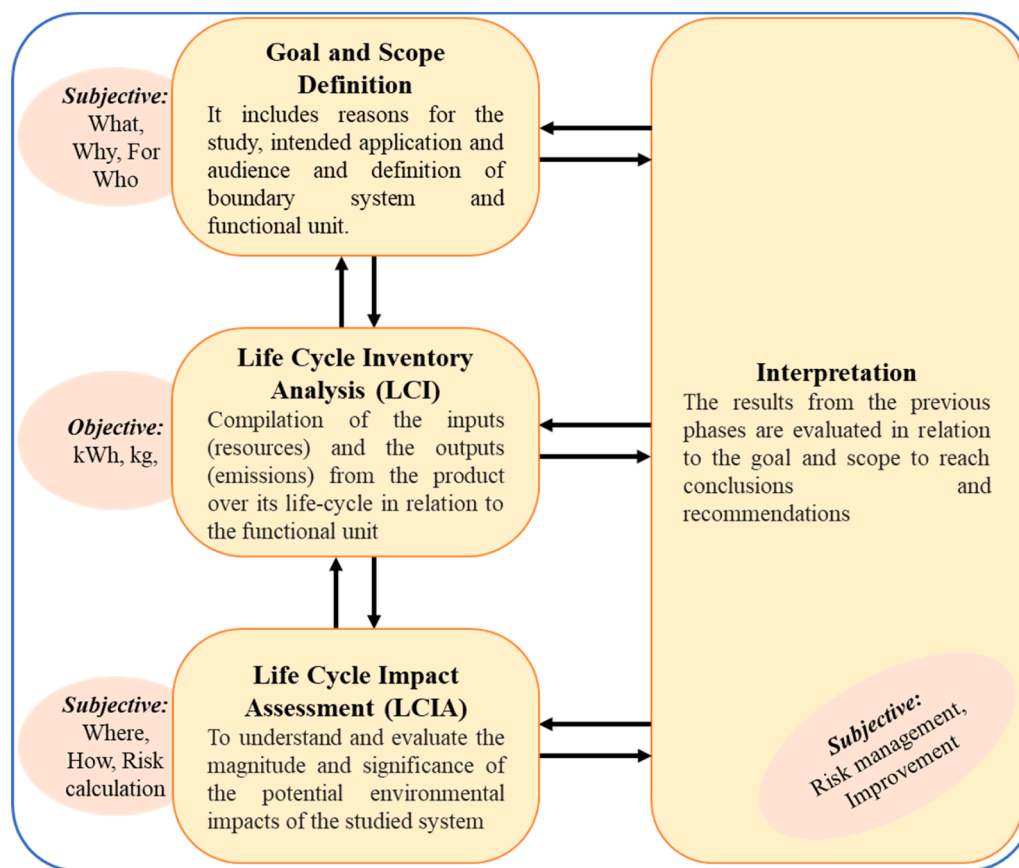 Goal and Scope
Definition
It includes reasons for the
study, intended application and
audience and definition of
boundary system and
functional unit.
Subjective:
What,
Why, For
Who
Life Cycle Inventory
Analysis (LCI)
Compilation of the inputs
(resources) and the outputs
(emissions) from the product
over its life-cycle in relation to
the functional unit
Objective:
kWh, kg,
Life Cycle Impact
Assessment (LCIA)
To understand and evaluate the
magnitude and significance of
the potential environmental
impacts of the studied system
Subjective:
Where,
How, Risk
calculation
Interpretation
The results from the previous
phases are evaluated in relation
to the goal and scope to reach
conclusions and
recommendations
Subjective:
Risk management,
Improvement